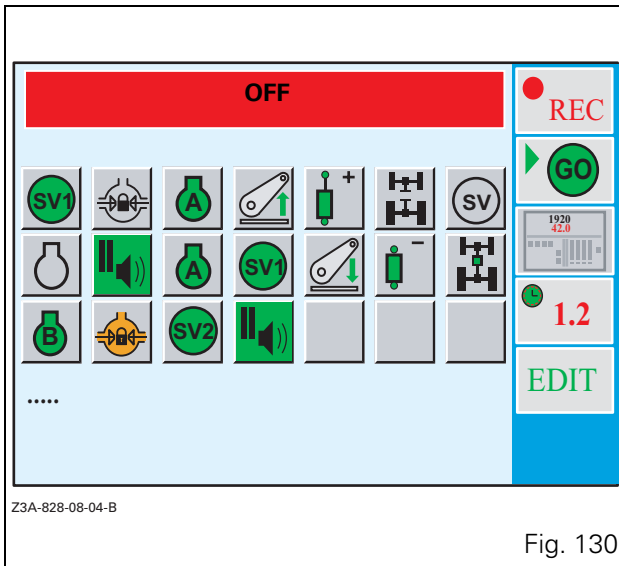 OFF
REC
SV1
A
+
SV
GO
A
SV1
-
1920
42.0
B
SV2
1.2
.....
EDIT
Z3A-828-08-04-B
Fig. 130